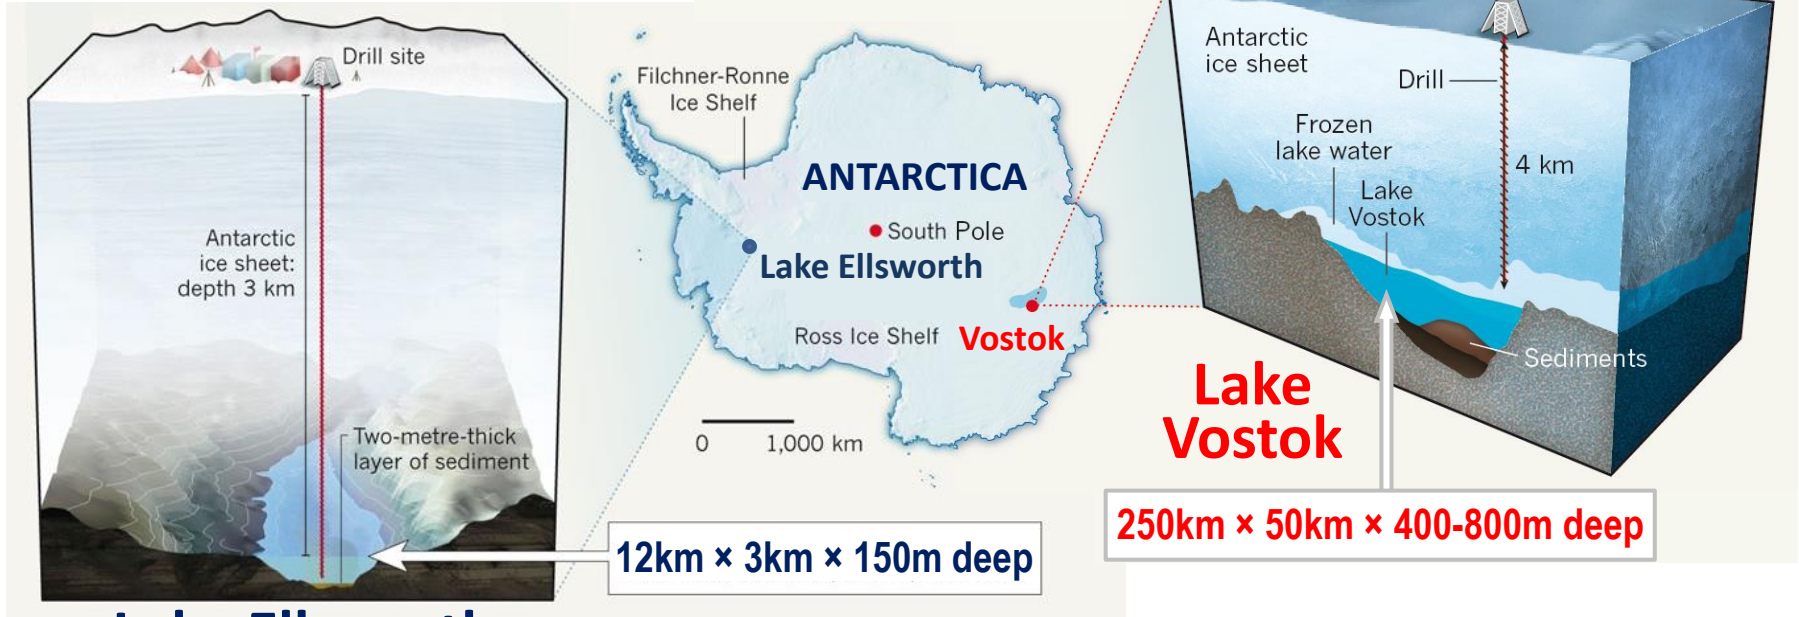 Drill site
Antarctic
ice sheet:
depth 3 km
Two-metre-thick
layer of sediment
12km × 3km × 150m deep
Lake Ellsworth
Filchner-Ronne
Ice Shelf
ANTARCTICA
South Pole
Lake Ellsworth
Ross Ice Shelf
Vostok
0 1,000 km
Antarctic
ice sheet
Drill
Frozen
lake water
4 km
Lake
Vostok
Sediments
Lake
Vostok
250km × 50km × 400-800m deep